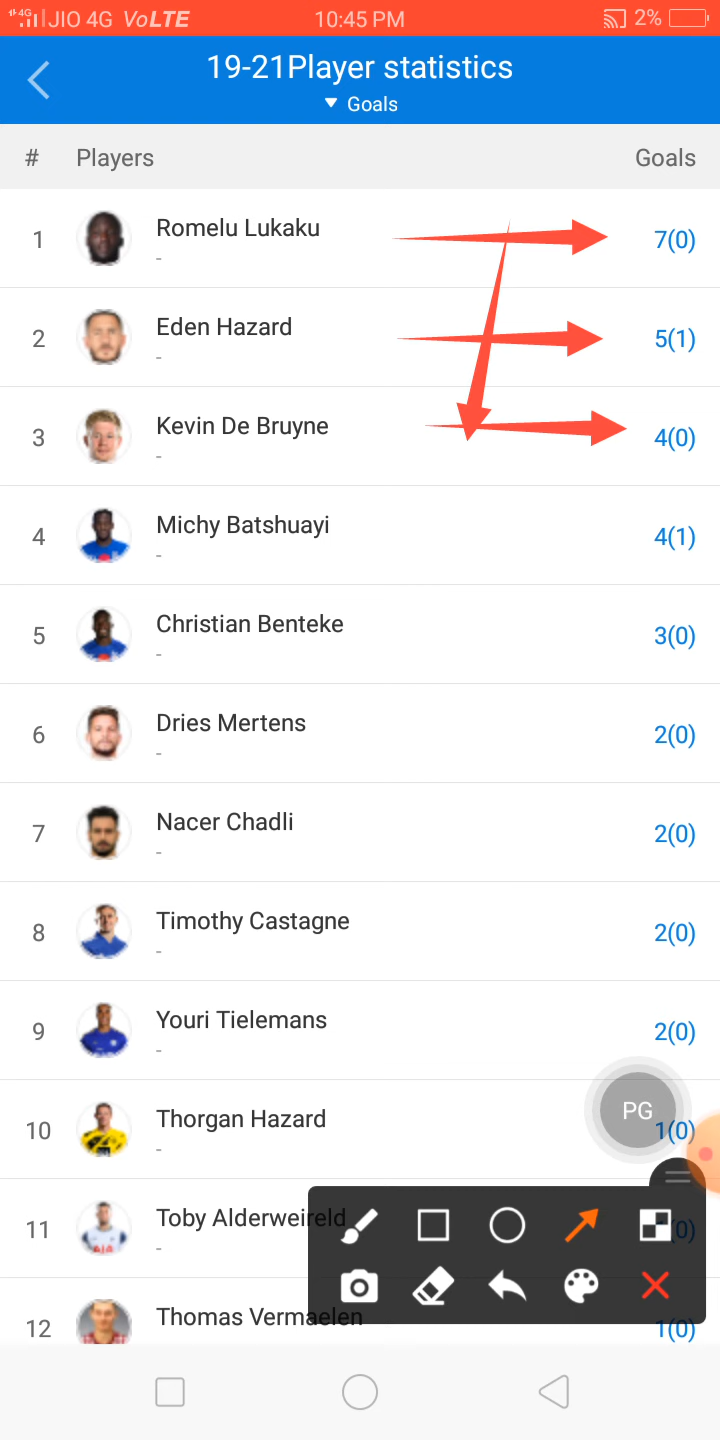 4G JIO 4G VoLTE 10:45 PM 2%
19-21Player statistics
▼ Goals
# Players Goals
1 Romelu Lukaku 7(0)
-
2 Eden Hazard 5(1)
-
3 Kevin De Bruyne 4(0)
-
4 Michy Batshuayi 4(1)
-
5 Christian Benteke 3(0)
-
6 Dries Mertens 2(0)
-
7 Nacer Chadli 2(0)
-
8 Timothy Castagne 2(0)
-
9 Youri Tielemans 2(0)
-
PG
10 Thorgan Hazard 1(0)
-
11 Toby Alderweireld
-
12 Thomas Vermaelen 1(0)